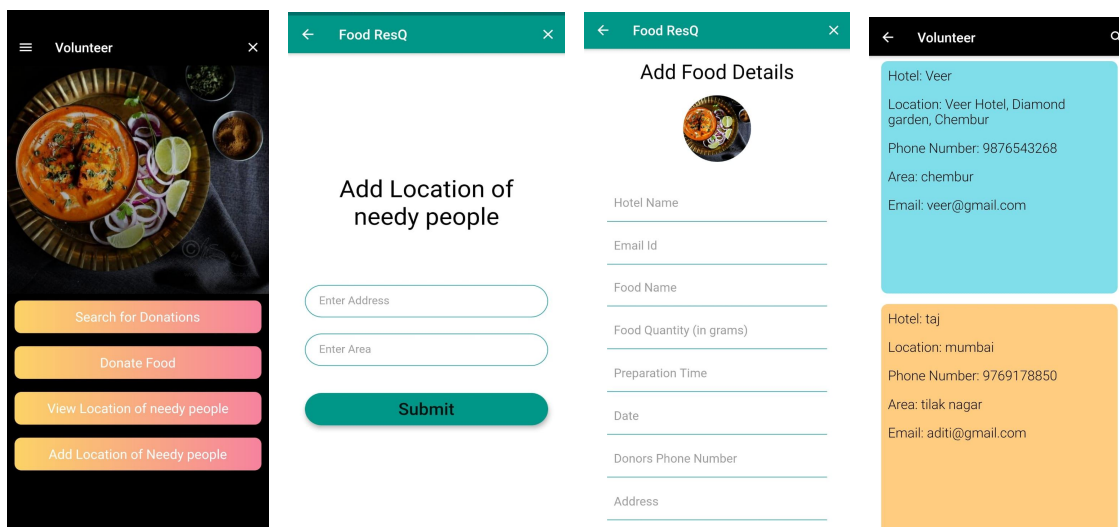 Volunteer
Search for Donations
Donate Food
View Location of needy people
Add Location of Needy people
Food ResQ
Add Location of
needy people
Enter Address
Enter Area
Submit
Food ResQ
Add Food Details
Hotel Name
Email Id
Food Name
Food Quantity (in grams)
Preparation Time
Date
Donors Phone Number
Address
Volunteer
Hotel: Veer
Location: Veer Hotel, Diamond
garden, Chembur
Phone Number: 9876543268
Area: chembur
Email: veer@gmail.com
Hotel: taj
Location: mumbai
Phone Number: 9769178850
Area: tilak nagar
Email: aditi@gmail.com